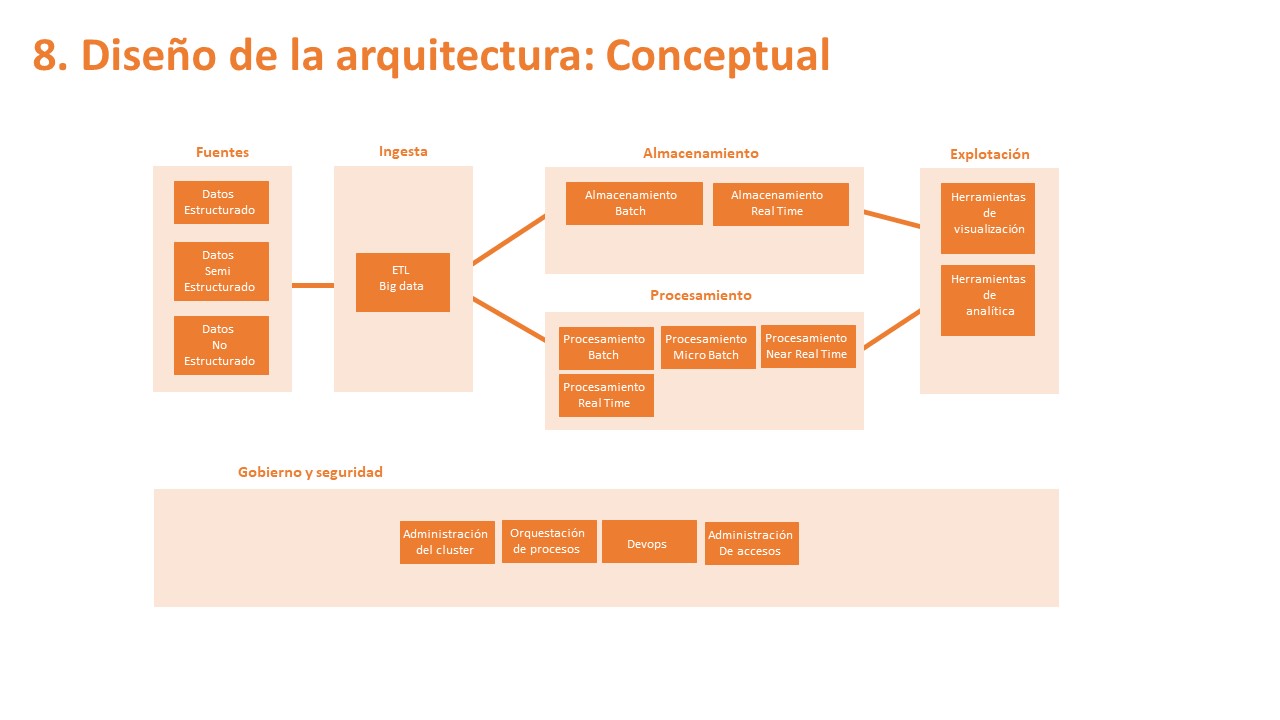 8. Diseño de la arquitectura: Conceptual
Fuentes
Datos
Estructurado
Datos
Semi
Estructurado
Datos
No
Estructurado
Ingesta
ETL
Big data
Almacenamiento
Almacenamiento
Batch
Almacenamiento
Real Time
Procesamiento
Procesamiento
Batch
Procesamiento
Micro Batch
Procesamiento
Near Real Time
Procesamiento
Real Time
Explotación
Herramientas
de
visualización
Herramientas
de
analítica
Gobierno y seguridad
Administración
del cluster
Orquestación
de procesos
Devops
Administración
De accesos